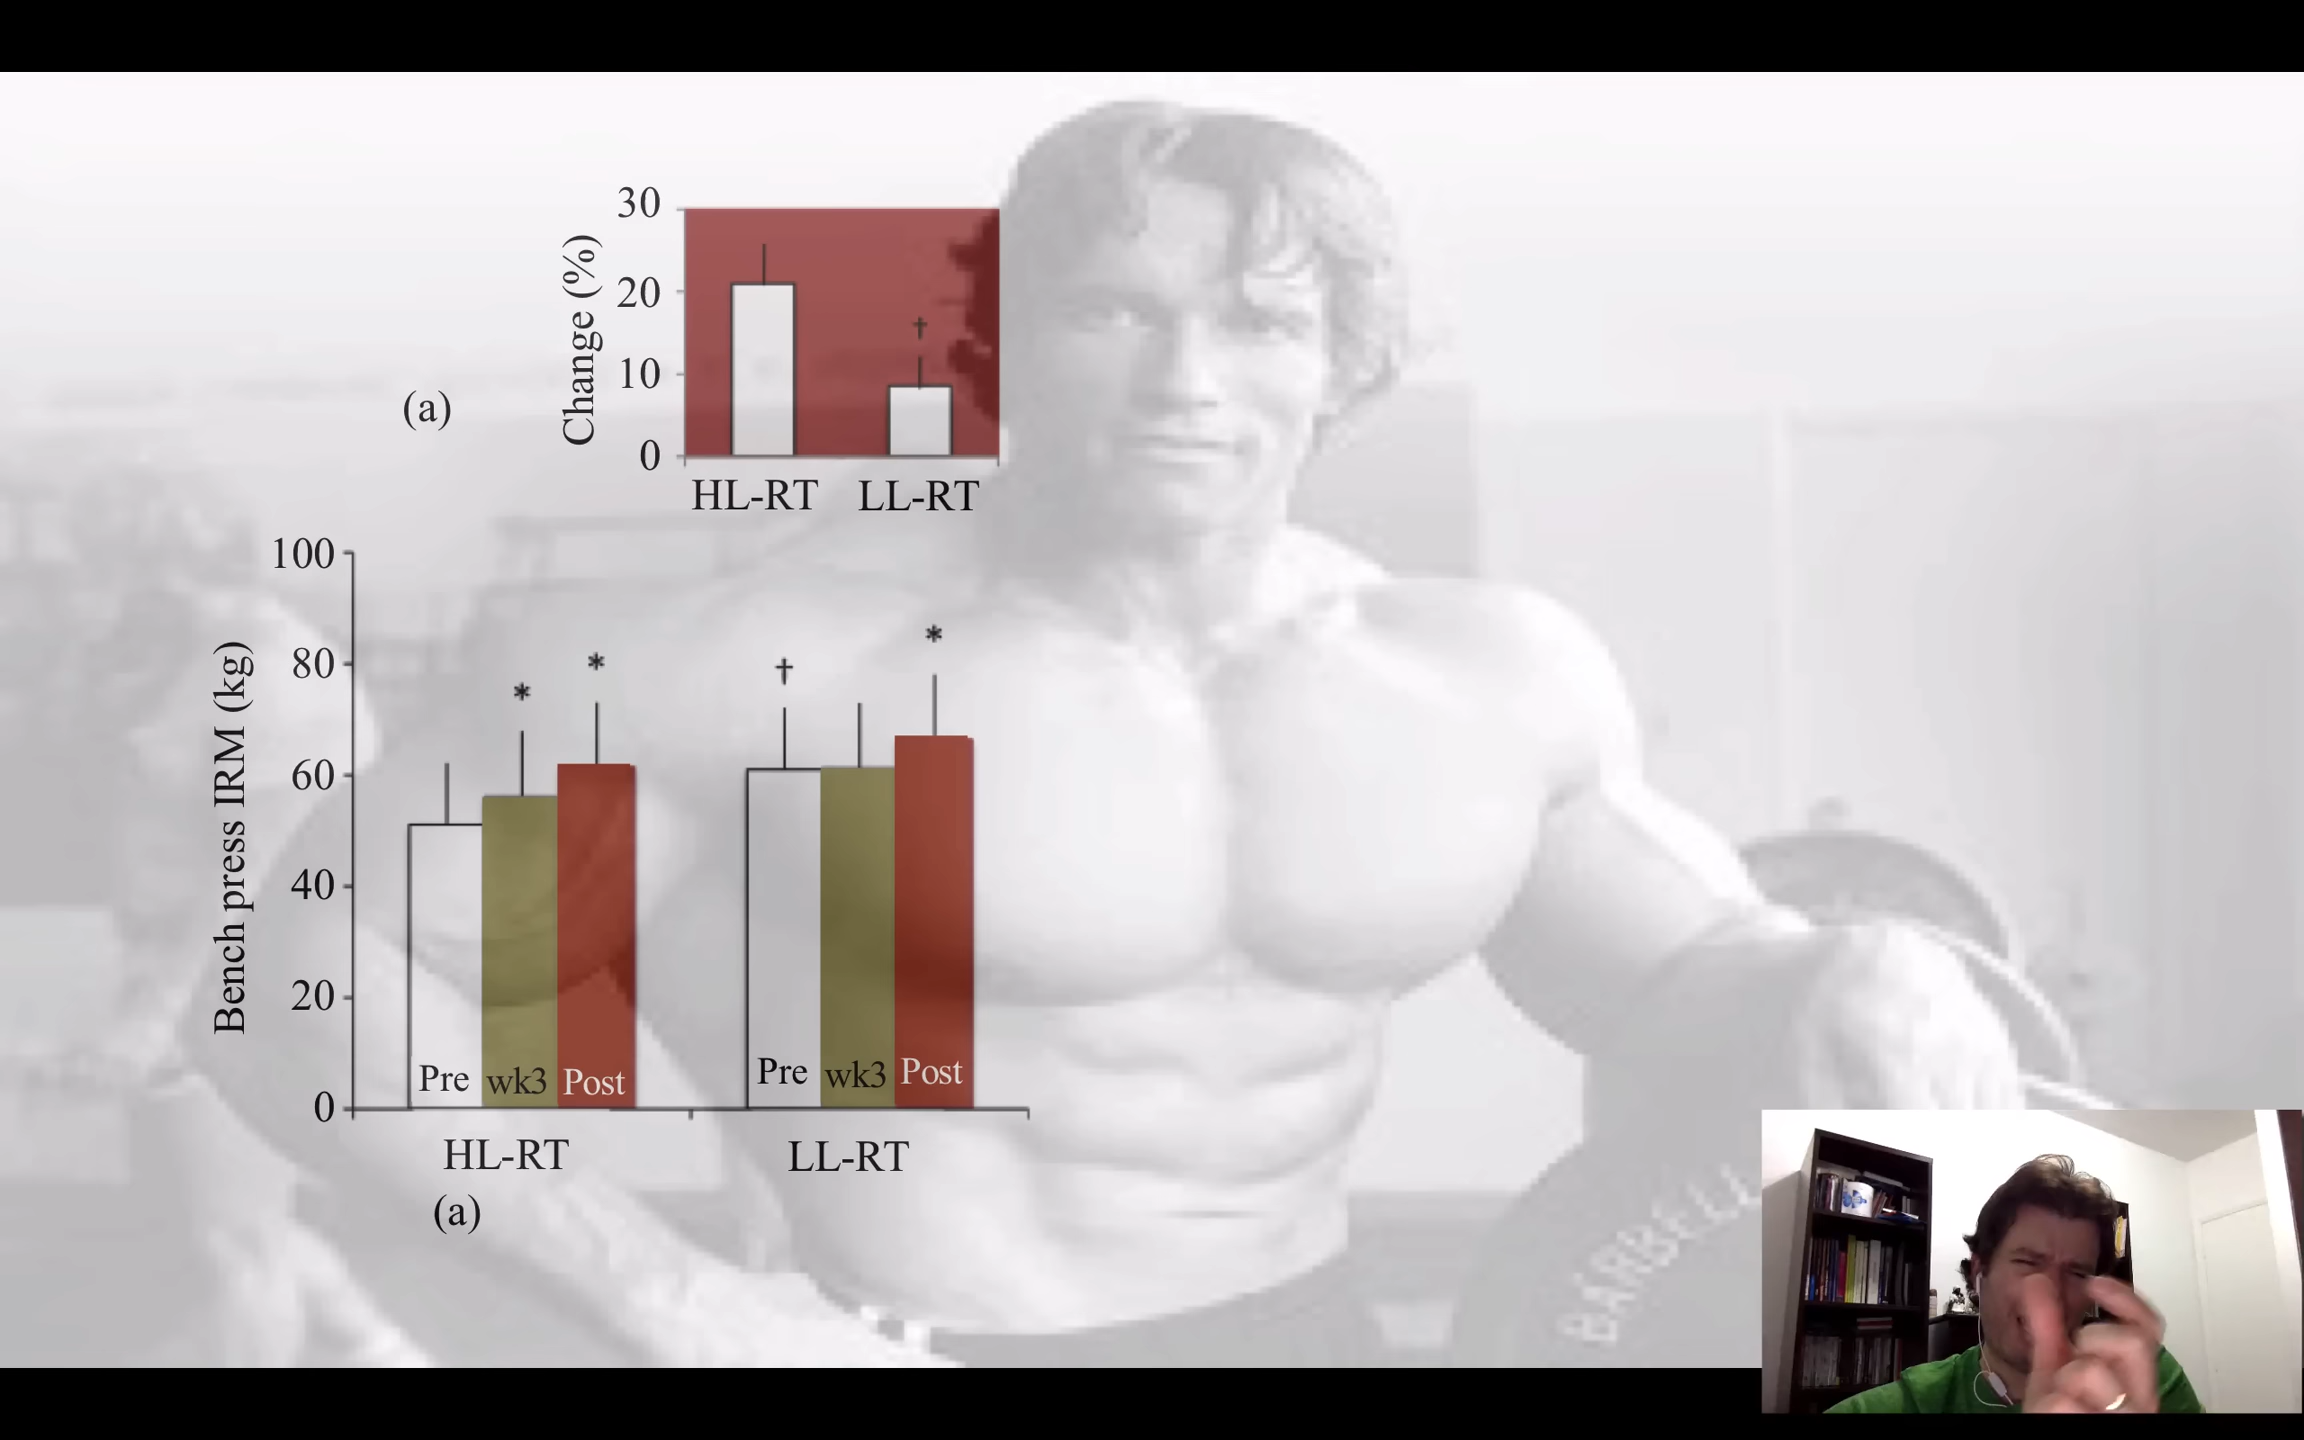 30
20
10
0
Change (%)
(a)
†
HL-RT LL-RT
100
80
60
40
20
0
Bench press IRM (kg)
* * † *
Pre wk3 Post Pre wk3 Post
HL-RT LL-RT
(a)
BARBELL